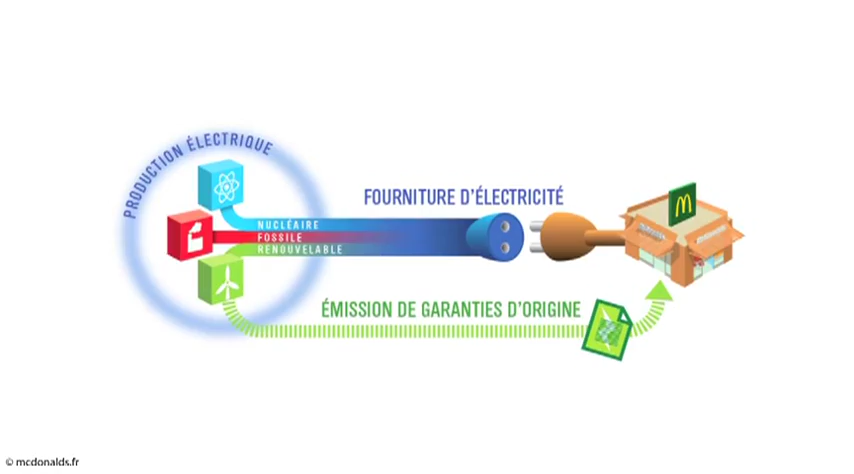 PRODUCTION ÉLECTRIQUE
FOURNITURE D'ÉLECTRICITÉ
NUCLÉAIRE
FOSSILE
RENOUVELABLE
ÉMISSION DE GARANTIES D'ORIGINE
© mcdonalds.fr